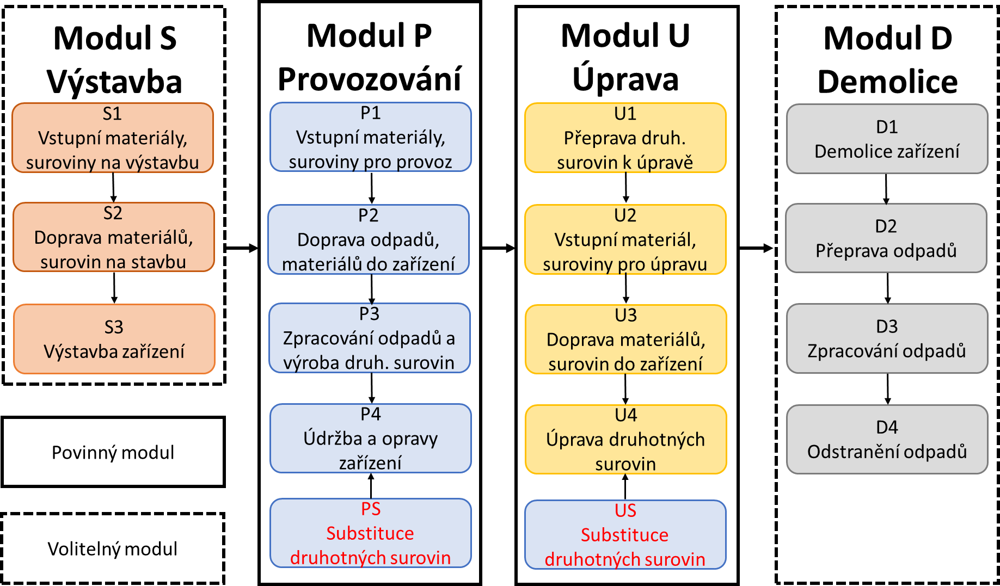 Modul S
Výstavba
S1
Vstupní materiály,
suroviny na výstavbu
S2
Doprava materiálů,
surovin na stavbu
S3
Výstavba zařízení
Povinný modul
Volitelný modul
Modul P
Provozování
P1
Vstupní materiály,
suroviny pro provoz
P2
Doprava odpadů,
materiálů do zařízení
P3
Zpracování odpadů a
výroba druh. surovin
P4
Údržba a opravy
zařízení
PS
Substituce
druhotných surovin
Modul U
Úprava
U1
Přeprava druh.
surovin k úpravě
U2
Vstupní materiál,
suroviny pro úpravu
U3
Doprava materiálů,
surovin do zařízení
U4
Úprava druhotných
surovin
US
Substituce
druhotných surovin
Modul D
Demolice
D1
Demolice zařízení
D2
Přeprava odpadů
D3
Zpracování odpadů
D4
Odstranění odpadů